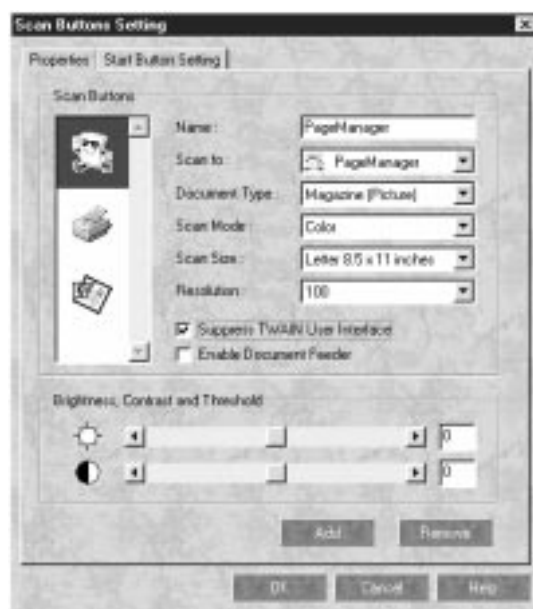 Scan Buttons Setting
Properties Start Button Setting
Scan Buttons
Name: PageManager
Scan to: PageManager
Document Type: Magazine (Picture)
Scan Mode: Color
Scan Size: Letter 8.5 x 11 inches
Resolution: 100
Suppress TWAIN User Interface
Enable Document Feeder
Brightness, Contrast and Threshold
0
0
Add Remove
OK Cancel Help